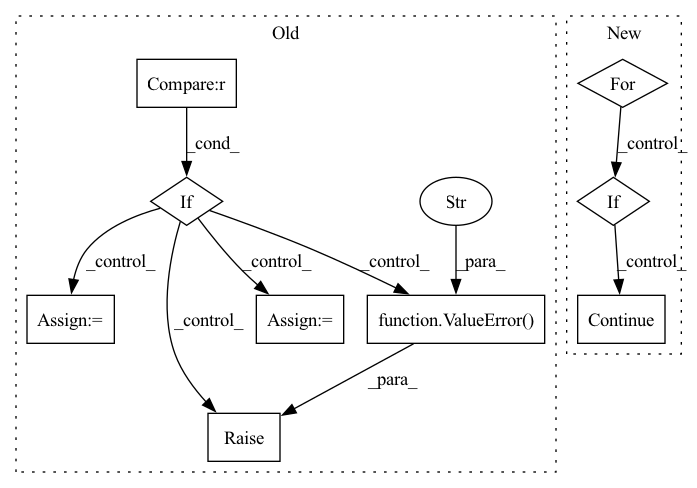 Old
New
Compare:r
For
_cond_
_control_
If
Str
If
_control_
_control_
_control_
_para_
_control_
_control_
Assign:=
Assign:=
function.ValueError()
Continue
_para_
Raise